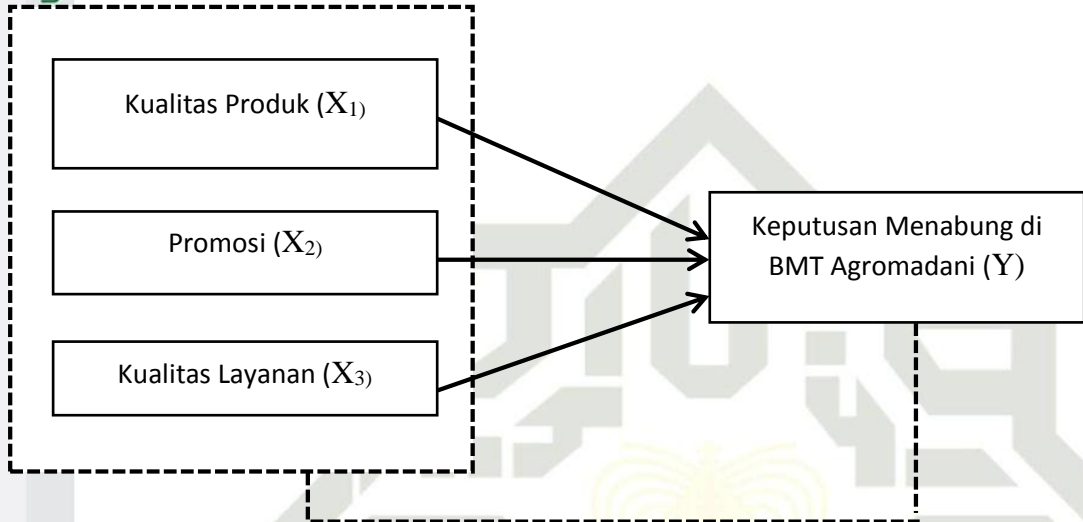 Kualitas Produk (X1)
Promosi (X2)
Kualitas Layanan (X3)
Keputusan Menabung di
BMT Agromadani (Y)